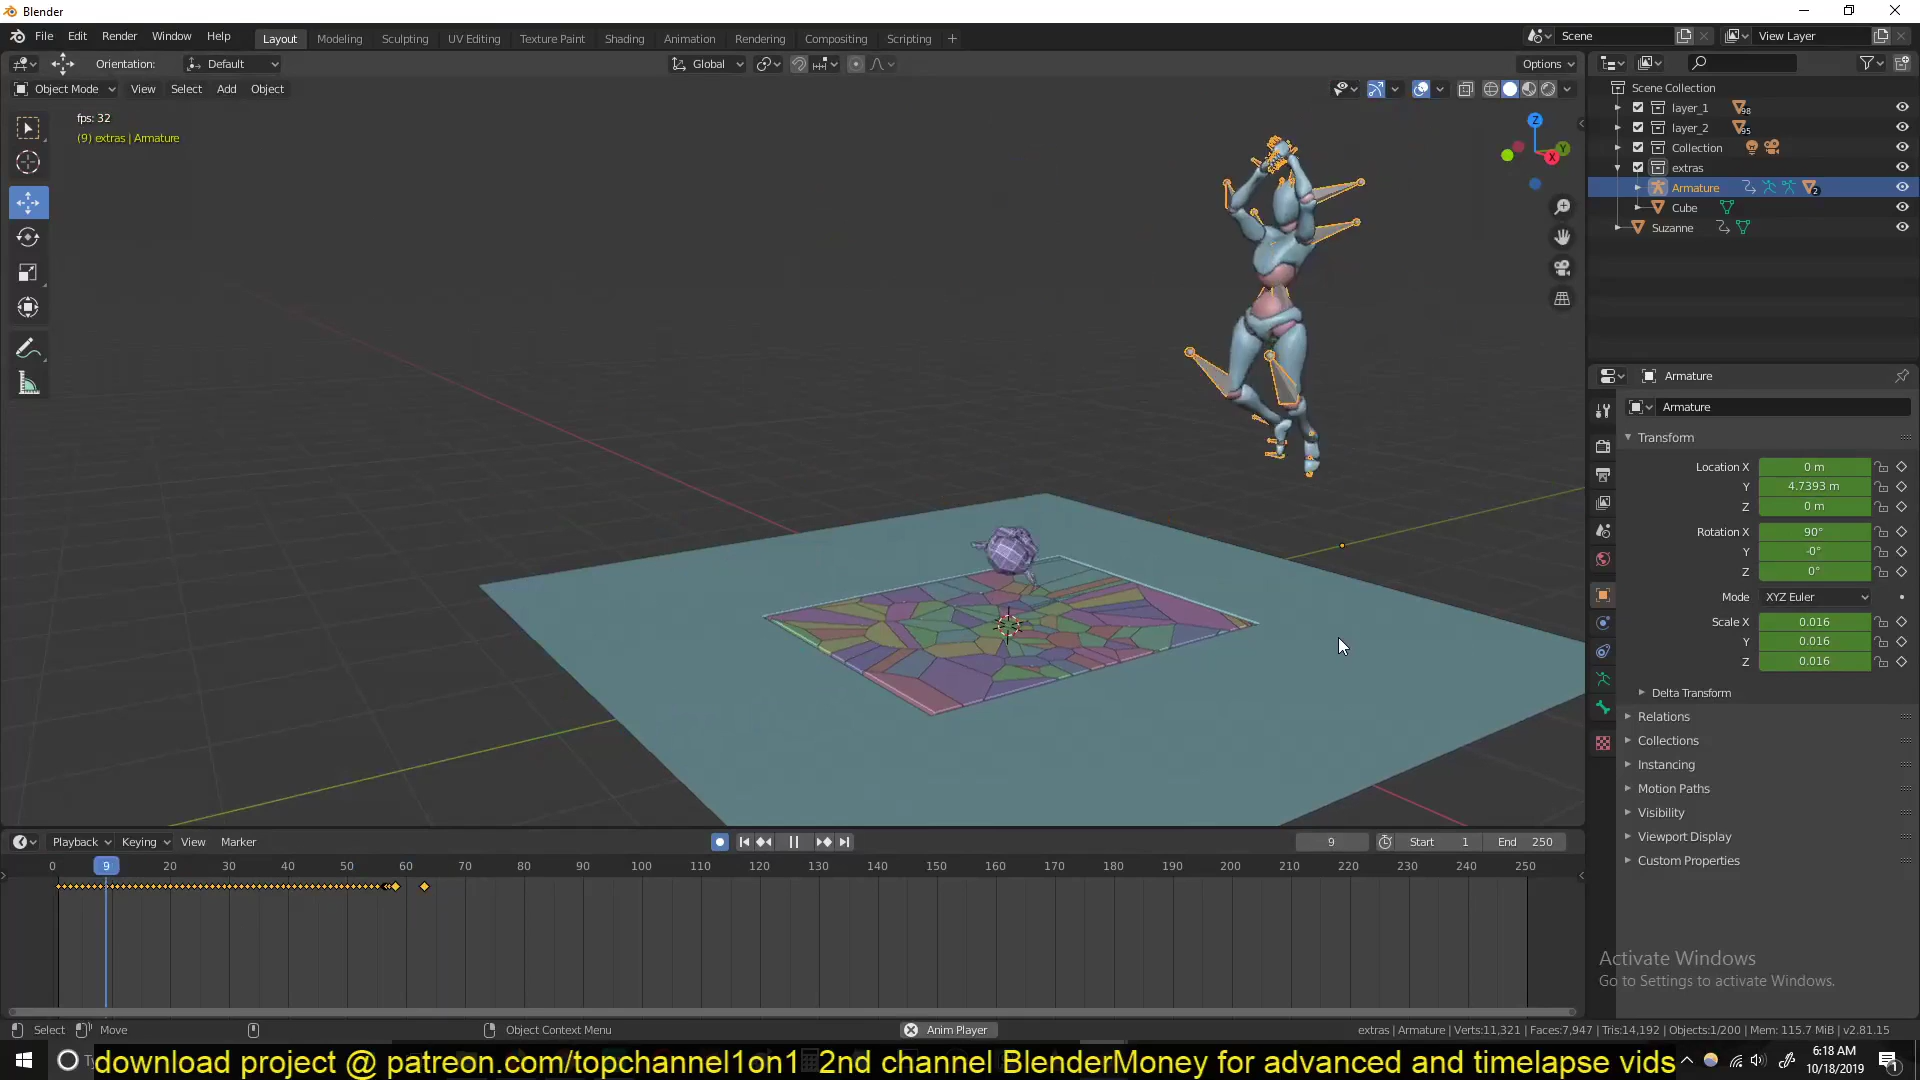 Blender
File Edit Render Window Help
Layout Modeling Sculpting UV Editing Texture Paint Shading Animation Rendering Compositing Scripting
Scene
View Layer
Orientation: Default
Global
Options
Object Mode View Select Add Object
fps: 32
(9) extras | Armature
Z
Y
X
Scene Collection
layer_1 98
layer_2 95
Collection
extras
Armature 2
Cube
Suzanne
Armature
Armature
Transform
Location X 0 m
Y 4.7393 m
Z 0 m
Rotation X 90°
Y -0°
Z 0°
Mode XYZ Euler
Scale X 0.016
Y 0.016
Z 0.016
Delta Transform
Relations
Collections
Instancing
Motion Paths
Visibility
Viewport Display
Custom Properties
Activate Windows
Go to Settings to activate Windows.
Playback Keying View Marker
9
Start 1 End 250
0 9 20 30 40 50 60 70 80 90 100 110 120 130 140 150 160 170 180 190 200 210 220 230 240 250
Select Move Object Context Menu Anim Player
extras | Armature | Verts:11,321 | Faces:7,947 | Tris:14,192 | Objects:1/200 | Mem: 115.7 MiB | v2.81.15
download project @ patreon.com/topchannel1on1 2nd channel BlenderMoney for advanced and timelapse vids
6:18 AM
10/18/2019
1